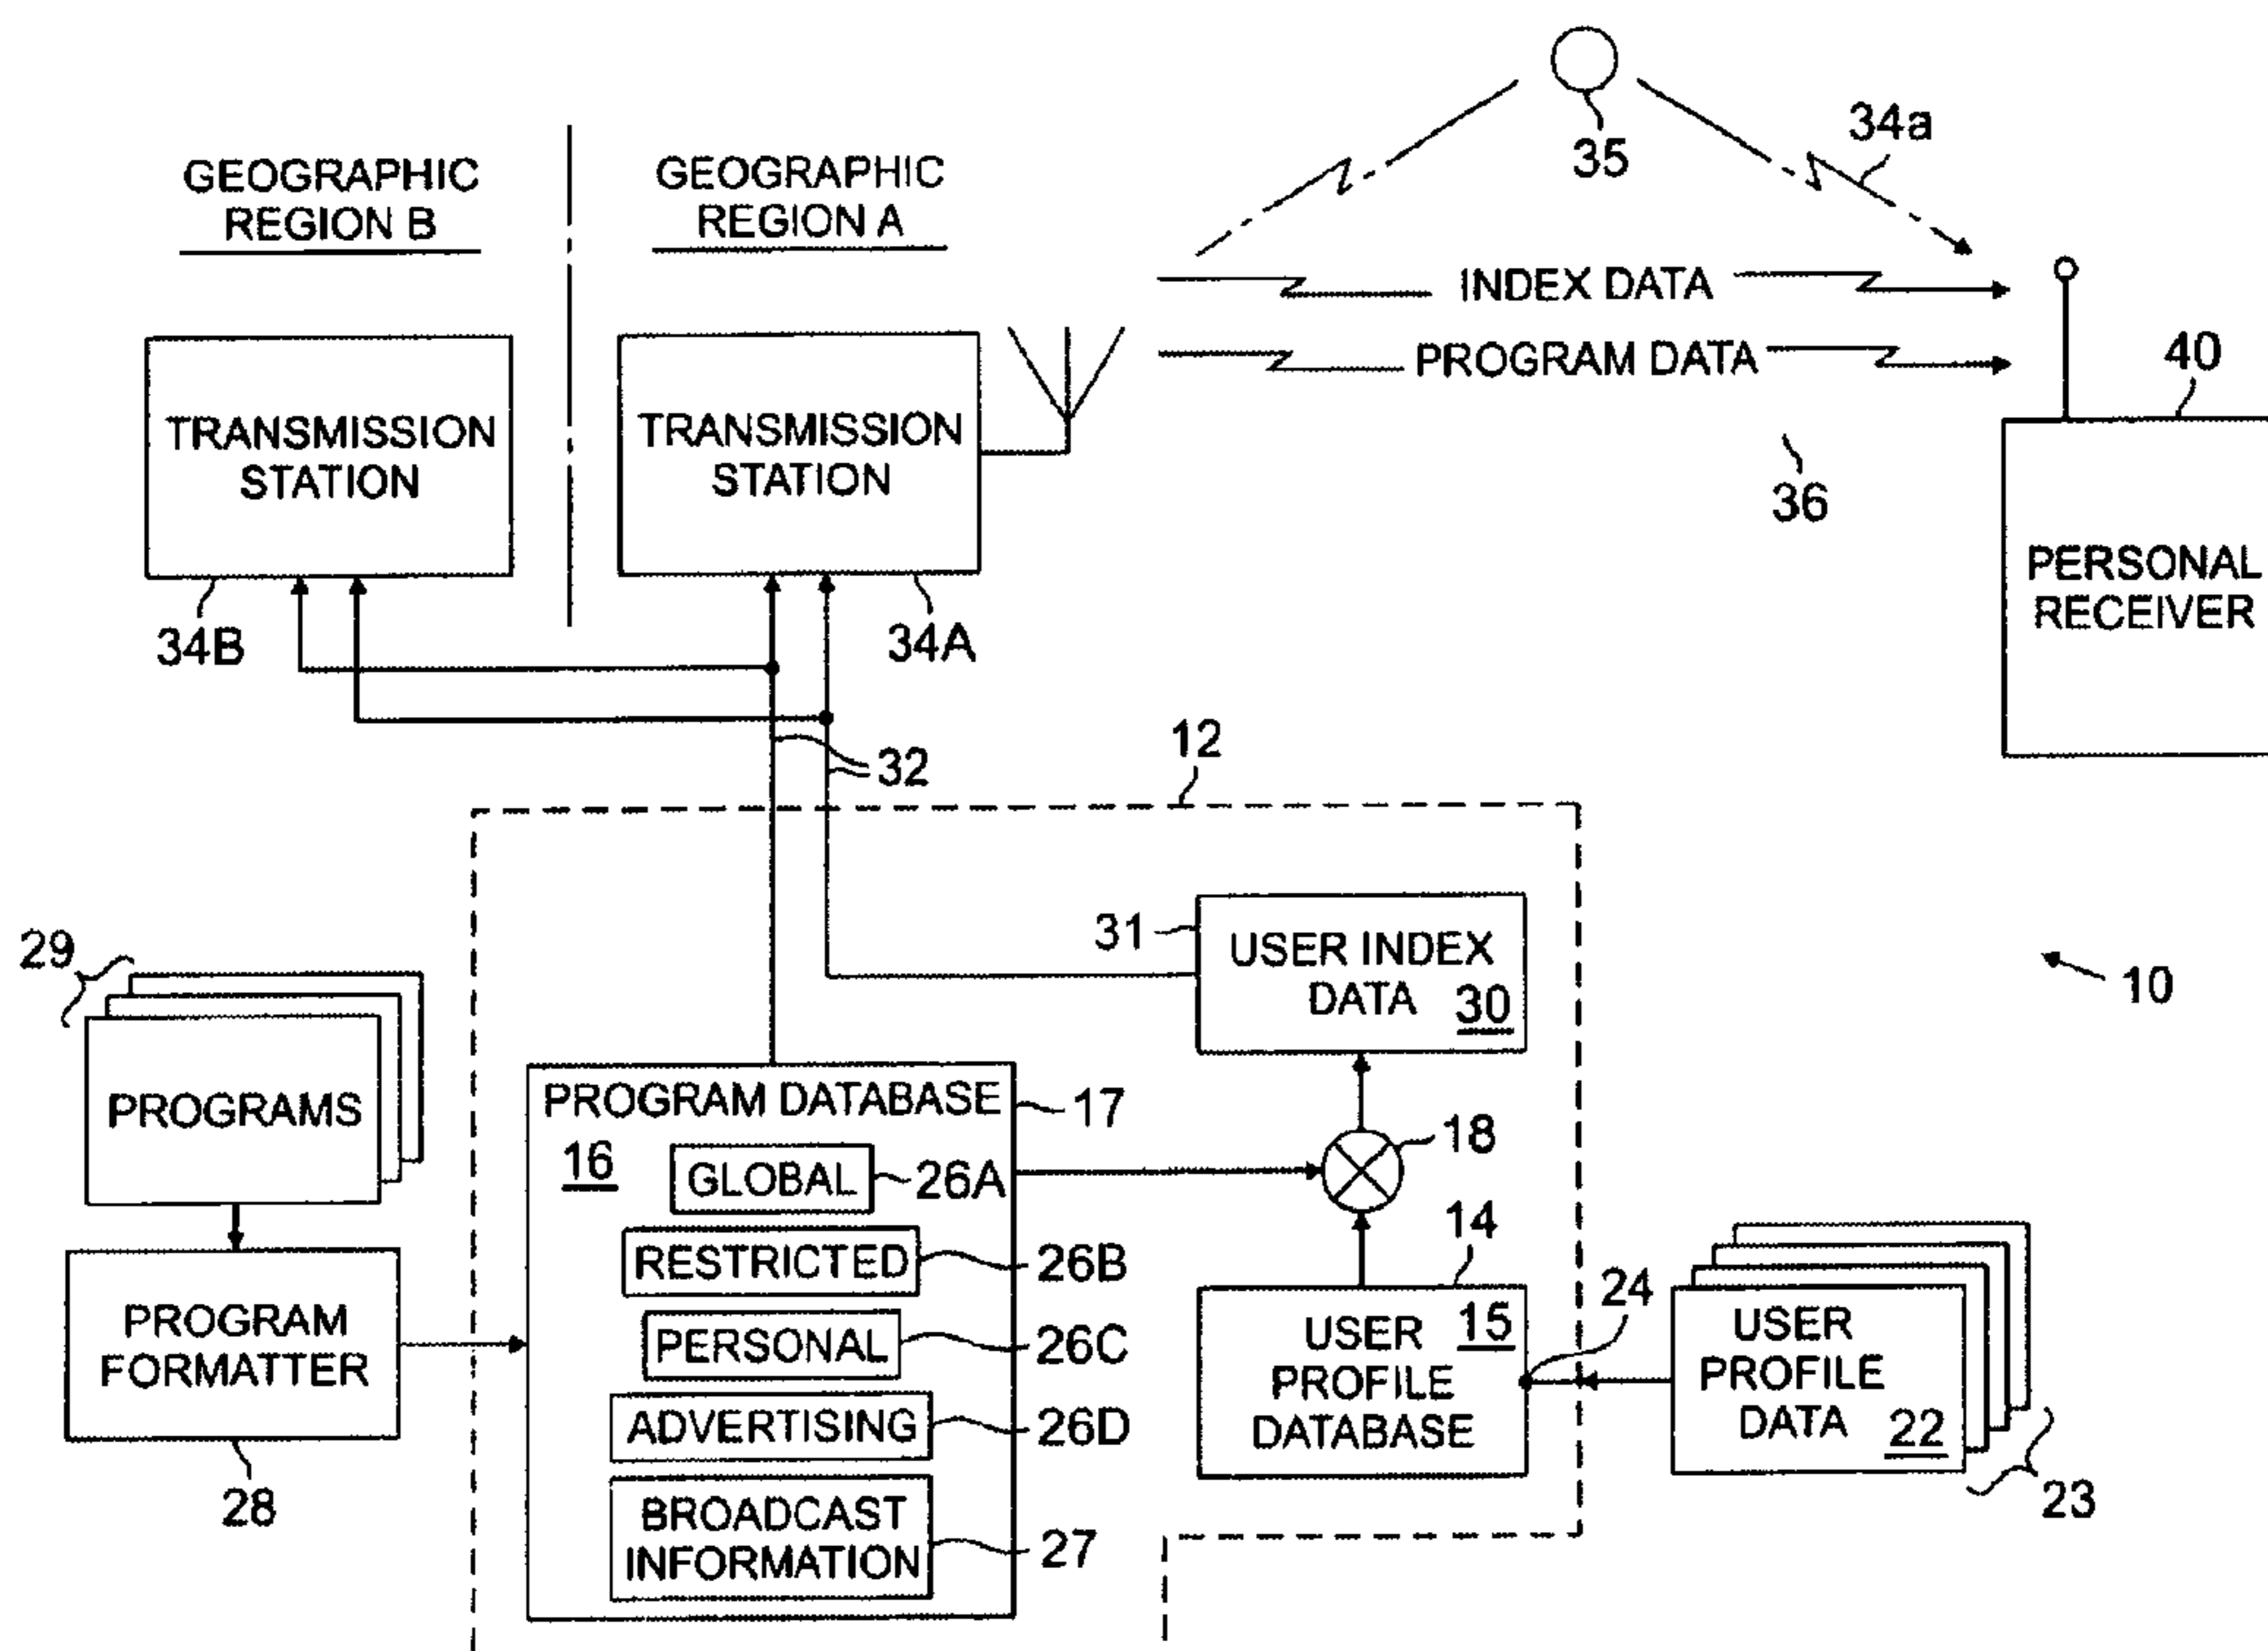 35
34a
GEOGRAPHIC
REGION B
GEOGRAPHIC
REGION A
INDEX DATA
PROGRAM DATA
40
36
TRANSMISSION
STATION
TRANSMISSION
STATION
PERSONAL
RECEIVER
34B
34A
32
12
31
USER INDEX
DATA 30
10
29
PROGRAMS
PROGRAM DATABASE
17
16
GLOBAL
26A
18
RESTRICTED
26B
14
24
PERSONAL
26C
ADVERTISING
26D
BROADCAST
INFORMATION
27
PROGRAM
FORMATTER
28
15
USER
PROFILE
DATABASE
USER
PROFILE
DATA 22
23